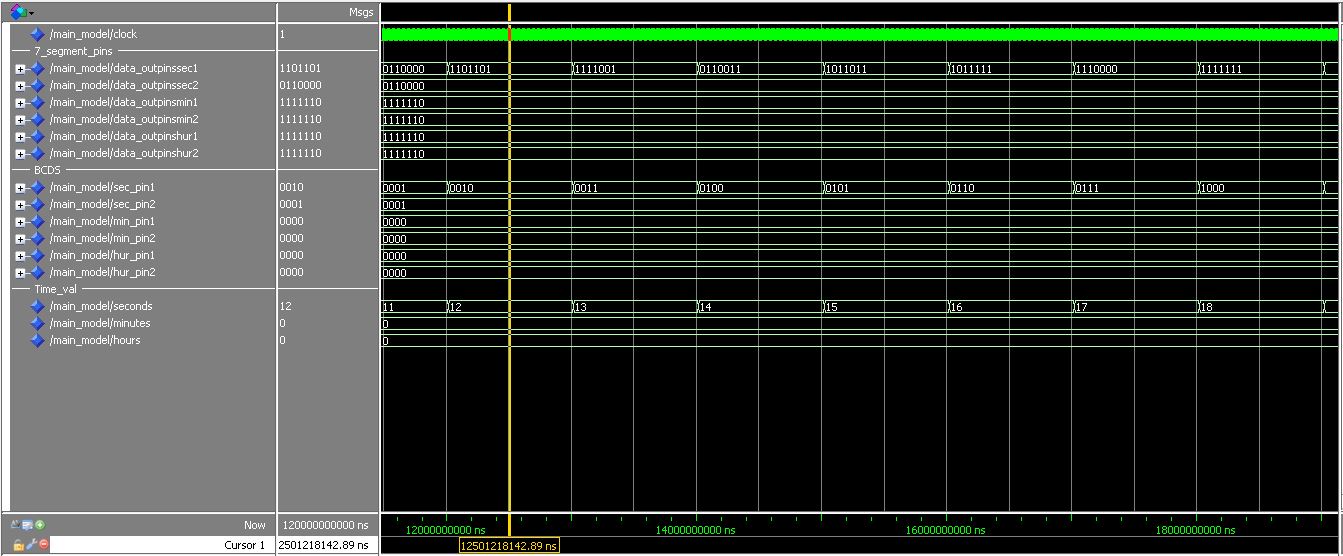 Msgs
/main_model/clock 1
7_segment_pins
/main_model/data_outpinssec1 1101101 0110000 1101101 1111001 0110011 1011011 1011111 1110000 1111111
/main_model/data_outpinssec2 0110000 0110000
/main_model/data_outpinsmin1 1111110 1111110
/main_model/data_outpinsmin2 1111110 1111110
/main_model/data_outpinshur1 1111110 1111110
/main_model/data_outpinshur2 1111110 1111110
BCDS
/main_model/sec_pin1 0010 0001 0010 0011 0100 0101 0110 0111 1000
/main_model/sec_pin2 0001 0001
/main_model/min_pin1 0000 0000
/main_model/min_pin2 0000 0000
/main_model/hur_pin1 0000 0000
/main_model/hur_pin2 0000 0000
Time_val
/main_model/seconds 12 11 12 13 14 15 16 17 18
/main_model/minutes 0 0
/main_model/hours 0 0
Now 120000000000 ns 12000000000 ns 14000000000 ns 16000000000 ns 18000000000 ns
Cursor 1 2501218142.89 ns 12501218142.89 ns